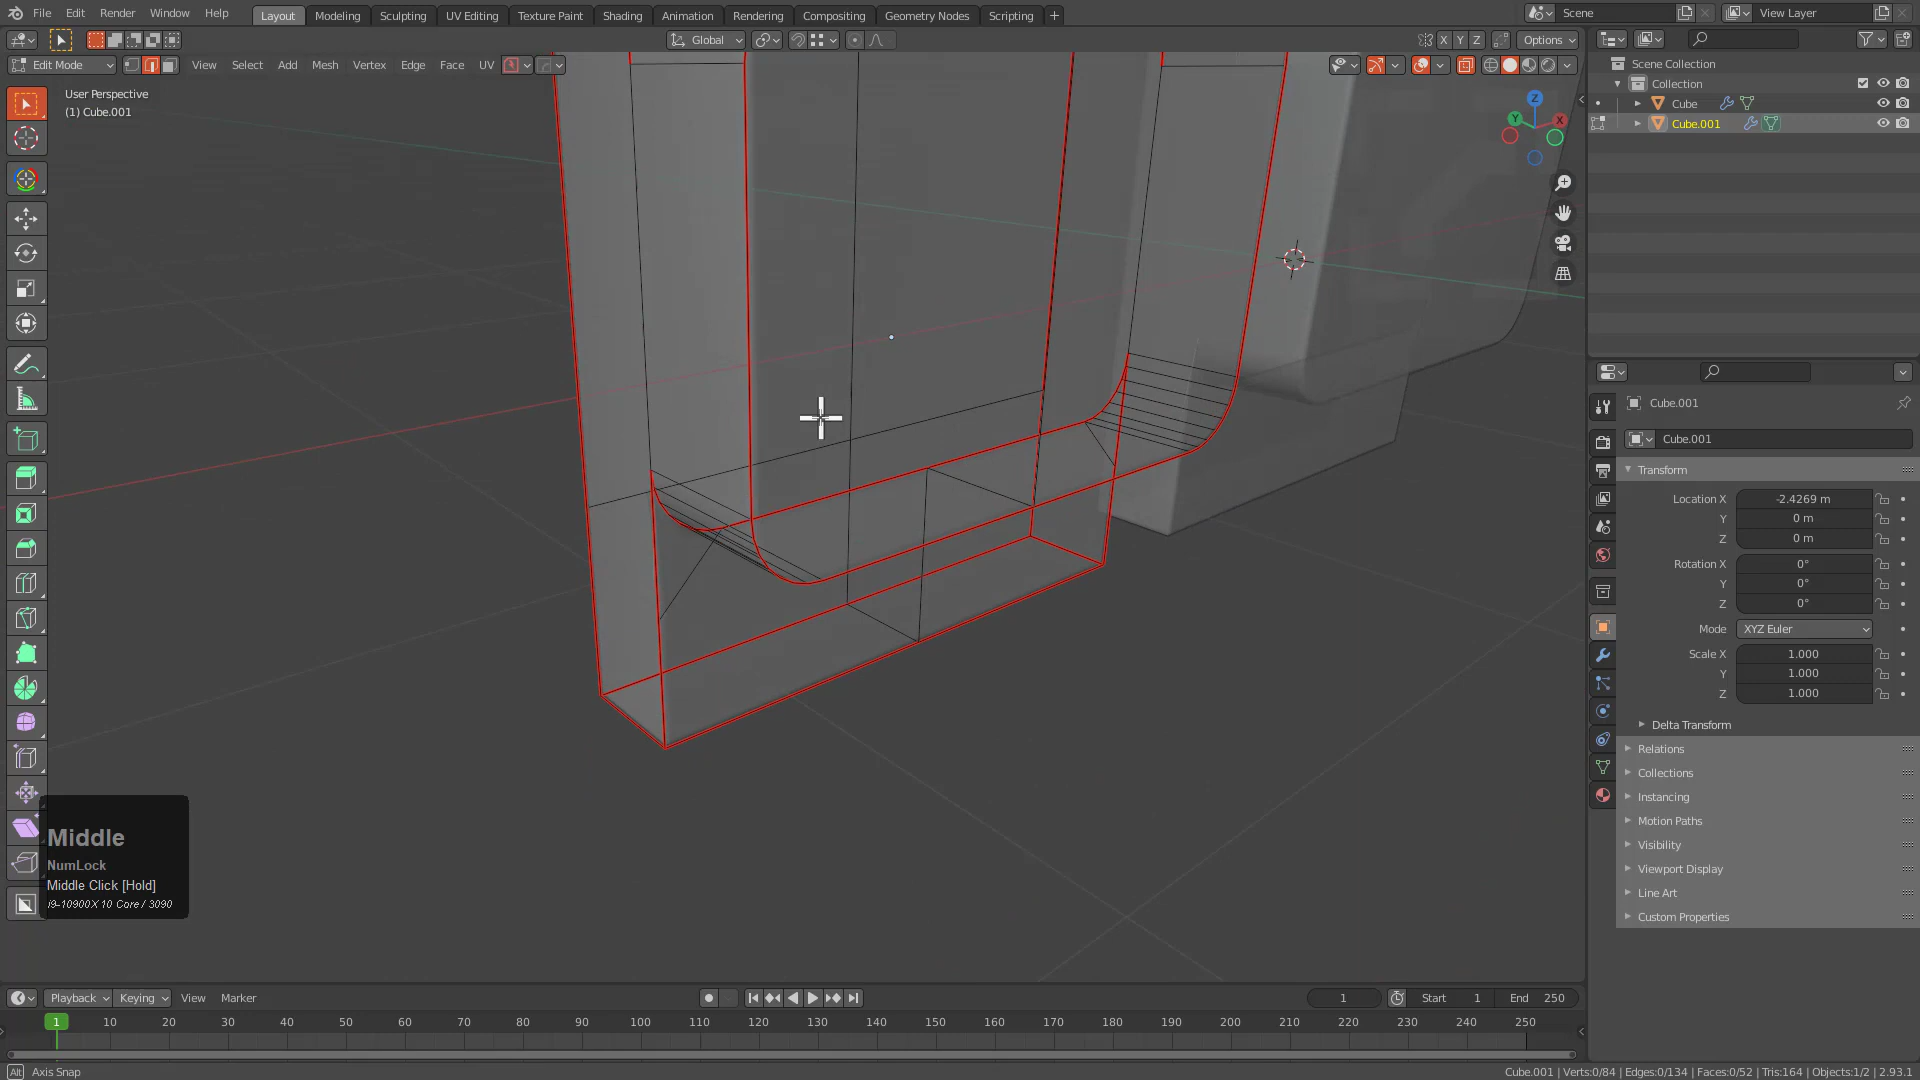 File Edit Render Window Help
Layout Modeling Sculpting UV Editing Texture Paint Shading Animation Rendering Compositing Geometry Nodes Scripting +
Scene
View Layer
Global
X Y Z Options
Edit Mode View Select Add Mesh Vertex Edge Face UV
User Perspective
(1) Cube.001
Z
Y
X
Scene Collection
Collection
Cube
Cube.001
Cube.001
Cube.001
Transform
Location X -2.4269 m
Y 0 m
Z 0 m
Rotation X 0°
Y 0°
Z 0°
Mode XYZ Euler
Scale X 1.000
Y 1.000
Z 1.000
Delta Transform
Relations
Collections
Instancing
Motion Paths
Visibility
Viewport Display
Line Art
Custom Properties
Middle
NumLock
Middle Click [Hold]
i9-10900X 10 Core / 3090
Playback Keying View Marker
1 Start 1 End 250
1 10 20 30 40 50 60 70 80 90 100 110 120 130 140 150 160 170 180 190 200 210 220 230 240 250
Alt Axis Snap
Cube.001 | Verts:0/84 | Edges:0/134 | Faces:0/52 | Tris:164 | Objects:1/2 | 2.93.1